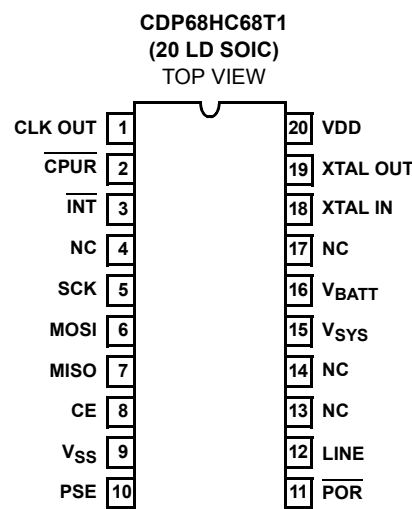 CDP68HC68T1
(20 LD SOIC)
TOP VIEW
CLK OUT 1 20 VDD
CPUR 2 19 XTAL OUT
INT 3 18 XTAL IN
NC 4 17 NC
SCK 5 16 VBATT
MOSI 6 15 VSYS
MISO 7 14 NC
CE 8 13 NC
VSS 9 12 LINE
PSE 10 11 POR